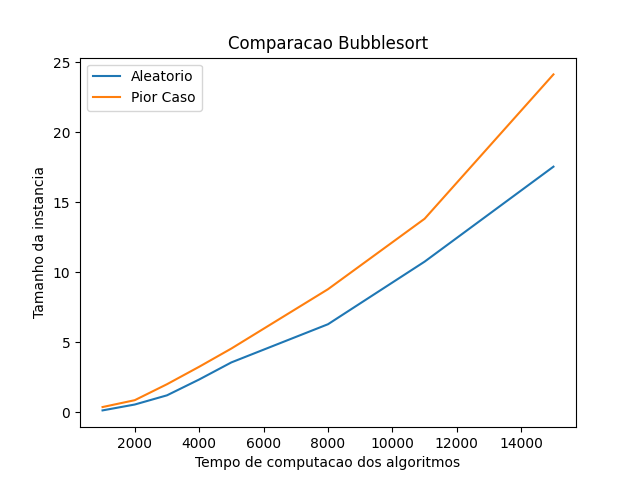 Comparacao Bubblesort
Aleatorio
Pior Caso
25
20
15
10
5
0
Tamanho da instancia
2000 4000 6000 8000 10000 12000 14000
Tempo de computacao dos algoritmos